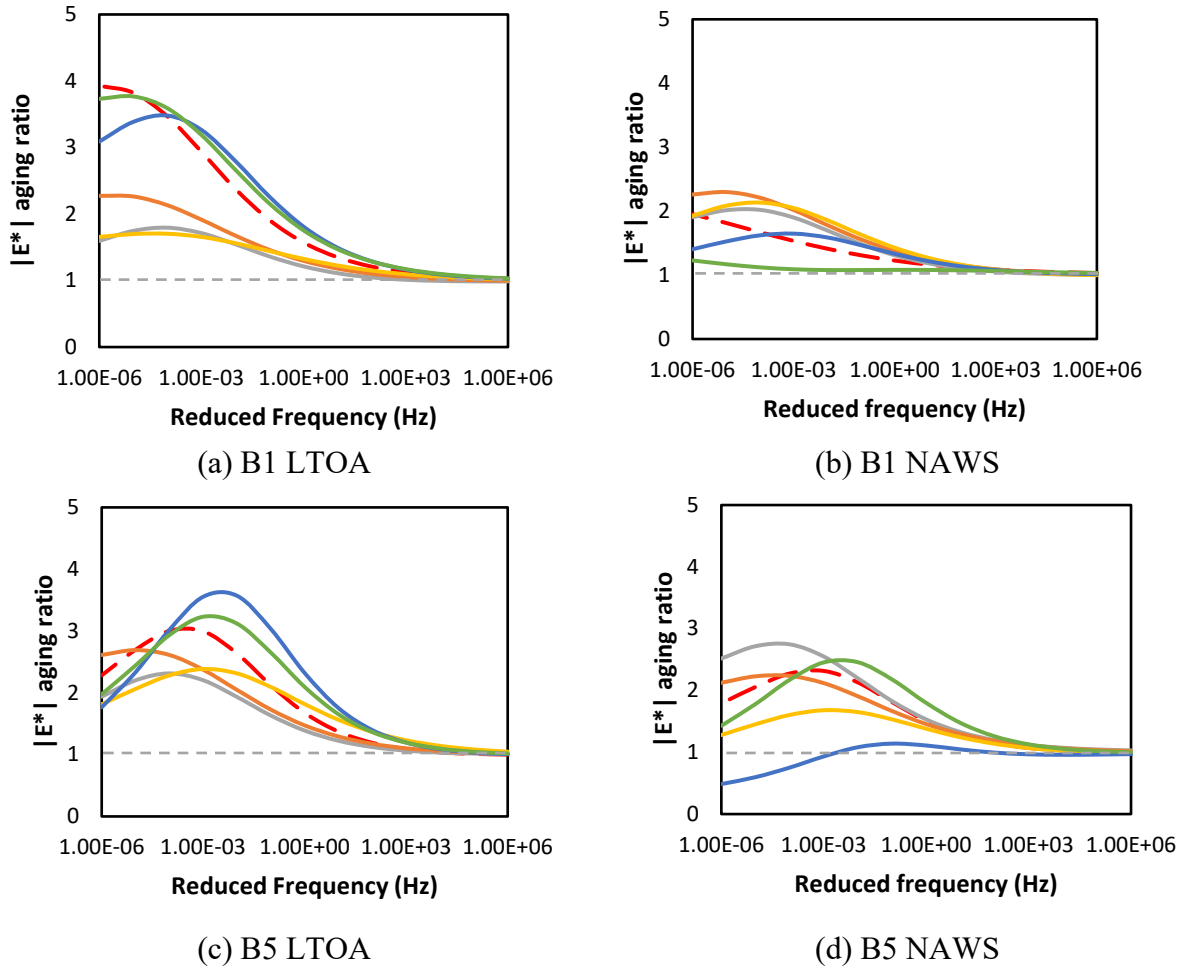 5
4
3
2
1
0
|E*| aging ratio
1.00E-06 1.00E-03 1.00E+00 1.00E+03 1.00E+06
Reduced Frequency (Hz)
(a) B1 LTOA
5
4
3
2
1
0
|E*| aging ratio
1.00E-06 1.00E-03 1.00E+00 1.00E+03 1.00E+06
Reduced frequency (Hz)
(b) B1 NAWS
5
4
3
2
1
0
|E*| aging ratio
1.00E-06 1.00E-03 1.00E+00 1.00E+03 1.00E+06
Reduced Frequency (Hz)
(c) B5 LTOA
5
4
3
2
1
0
|E*| aging ratio
1.00E-06 1.00E-03 1.00E+00 1.00E+03 1.00E+06
Reduced frequency (Hz)
(d) B5 NAWS